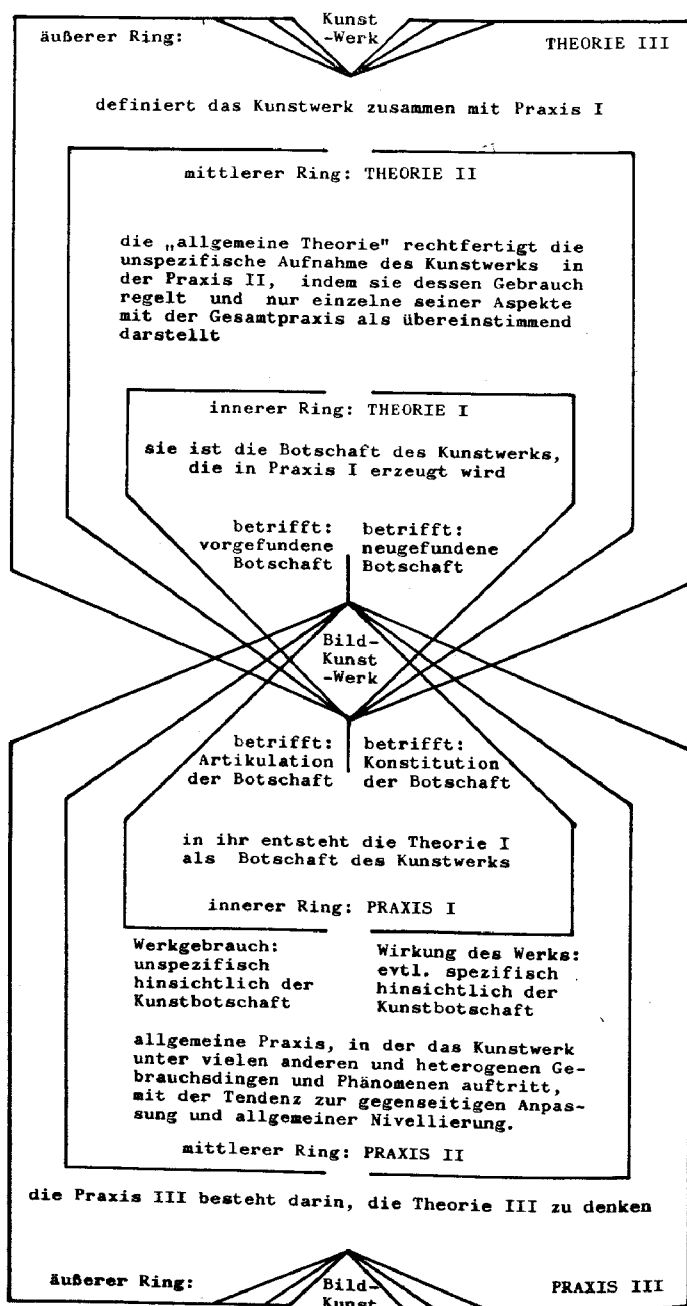 Kunst
-Werk
äußerer Ring: THEORIE III
definiert das Kunstwerk zusammen mit Praxis I
mittlerer Ring: THEORIE II
die „allgemeine Theorie" rechtfertigt die
unspezifische Aufnahme des Kunstwerks in
der Praxis II, indem sie dessen Gebrauch
regelt und nur einzelne seiner Aspekte
mit der Gesamtpraxis als übereinstimmend
darstellt
innerer Ring: THEORIE I
sie ist die Botschaft des Kunstwerks,
die in Praxis I erzeugt wird
betrifft:
vorgefundene
Botschaft
betrifft:
neugefundene
Botschaft
Bild-
Kunst
-Werk
betrifft:
Artikulation
der Botschaft
betrifft:
Konstitution
der Botschaft
in ihr entsteht die Theorie I
als Botschaft des Kunstwerks
innerer Ring: PRAXIS I
Werkgebrauch:
unspezifisch
hinsichtlich der
Kunstbotschaft
Wirkung des Werks:
evtl. spezifisch
hinsichtlich der
Kunstbotschaft
allgemeine Praxis, in der das Kunstwerk
unter vielen anderen und heterogenen Ge-
brauchsdingen und Phänomenen auftritt,
mit der Tendenz zur gegenseitigen Anpas-
sung und allgemeiner Nivellierung.
mittlerer Ring: PRAXIS II
die Praxis III besteht darin, die Theorie III zu denken
äußerer Ring: PRAXIS III
Bild-
Kunst